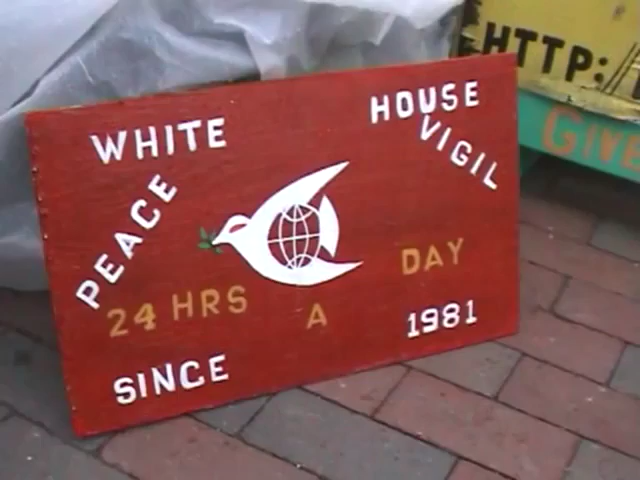 WHITE HOUSE
PEACE VIGIL
24 HRS A DAY
SINCE 1981
HTTP:
GIVE